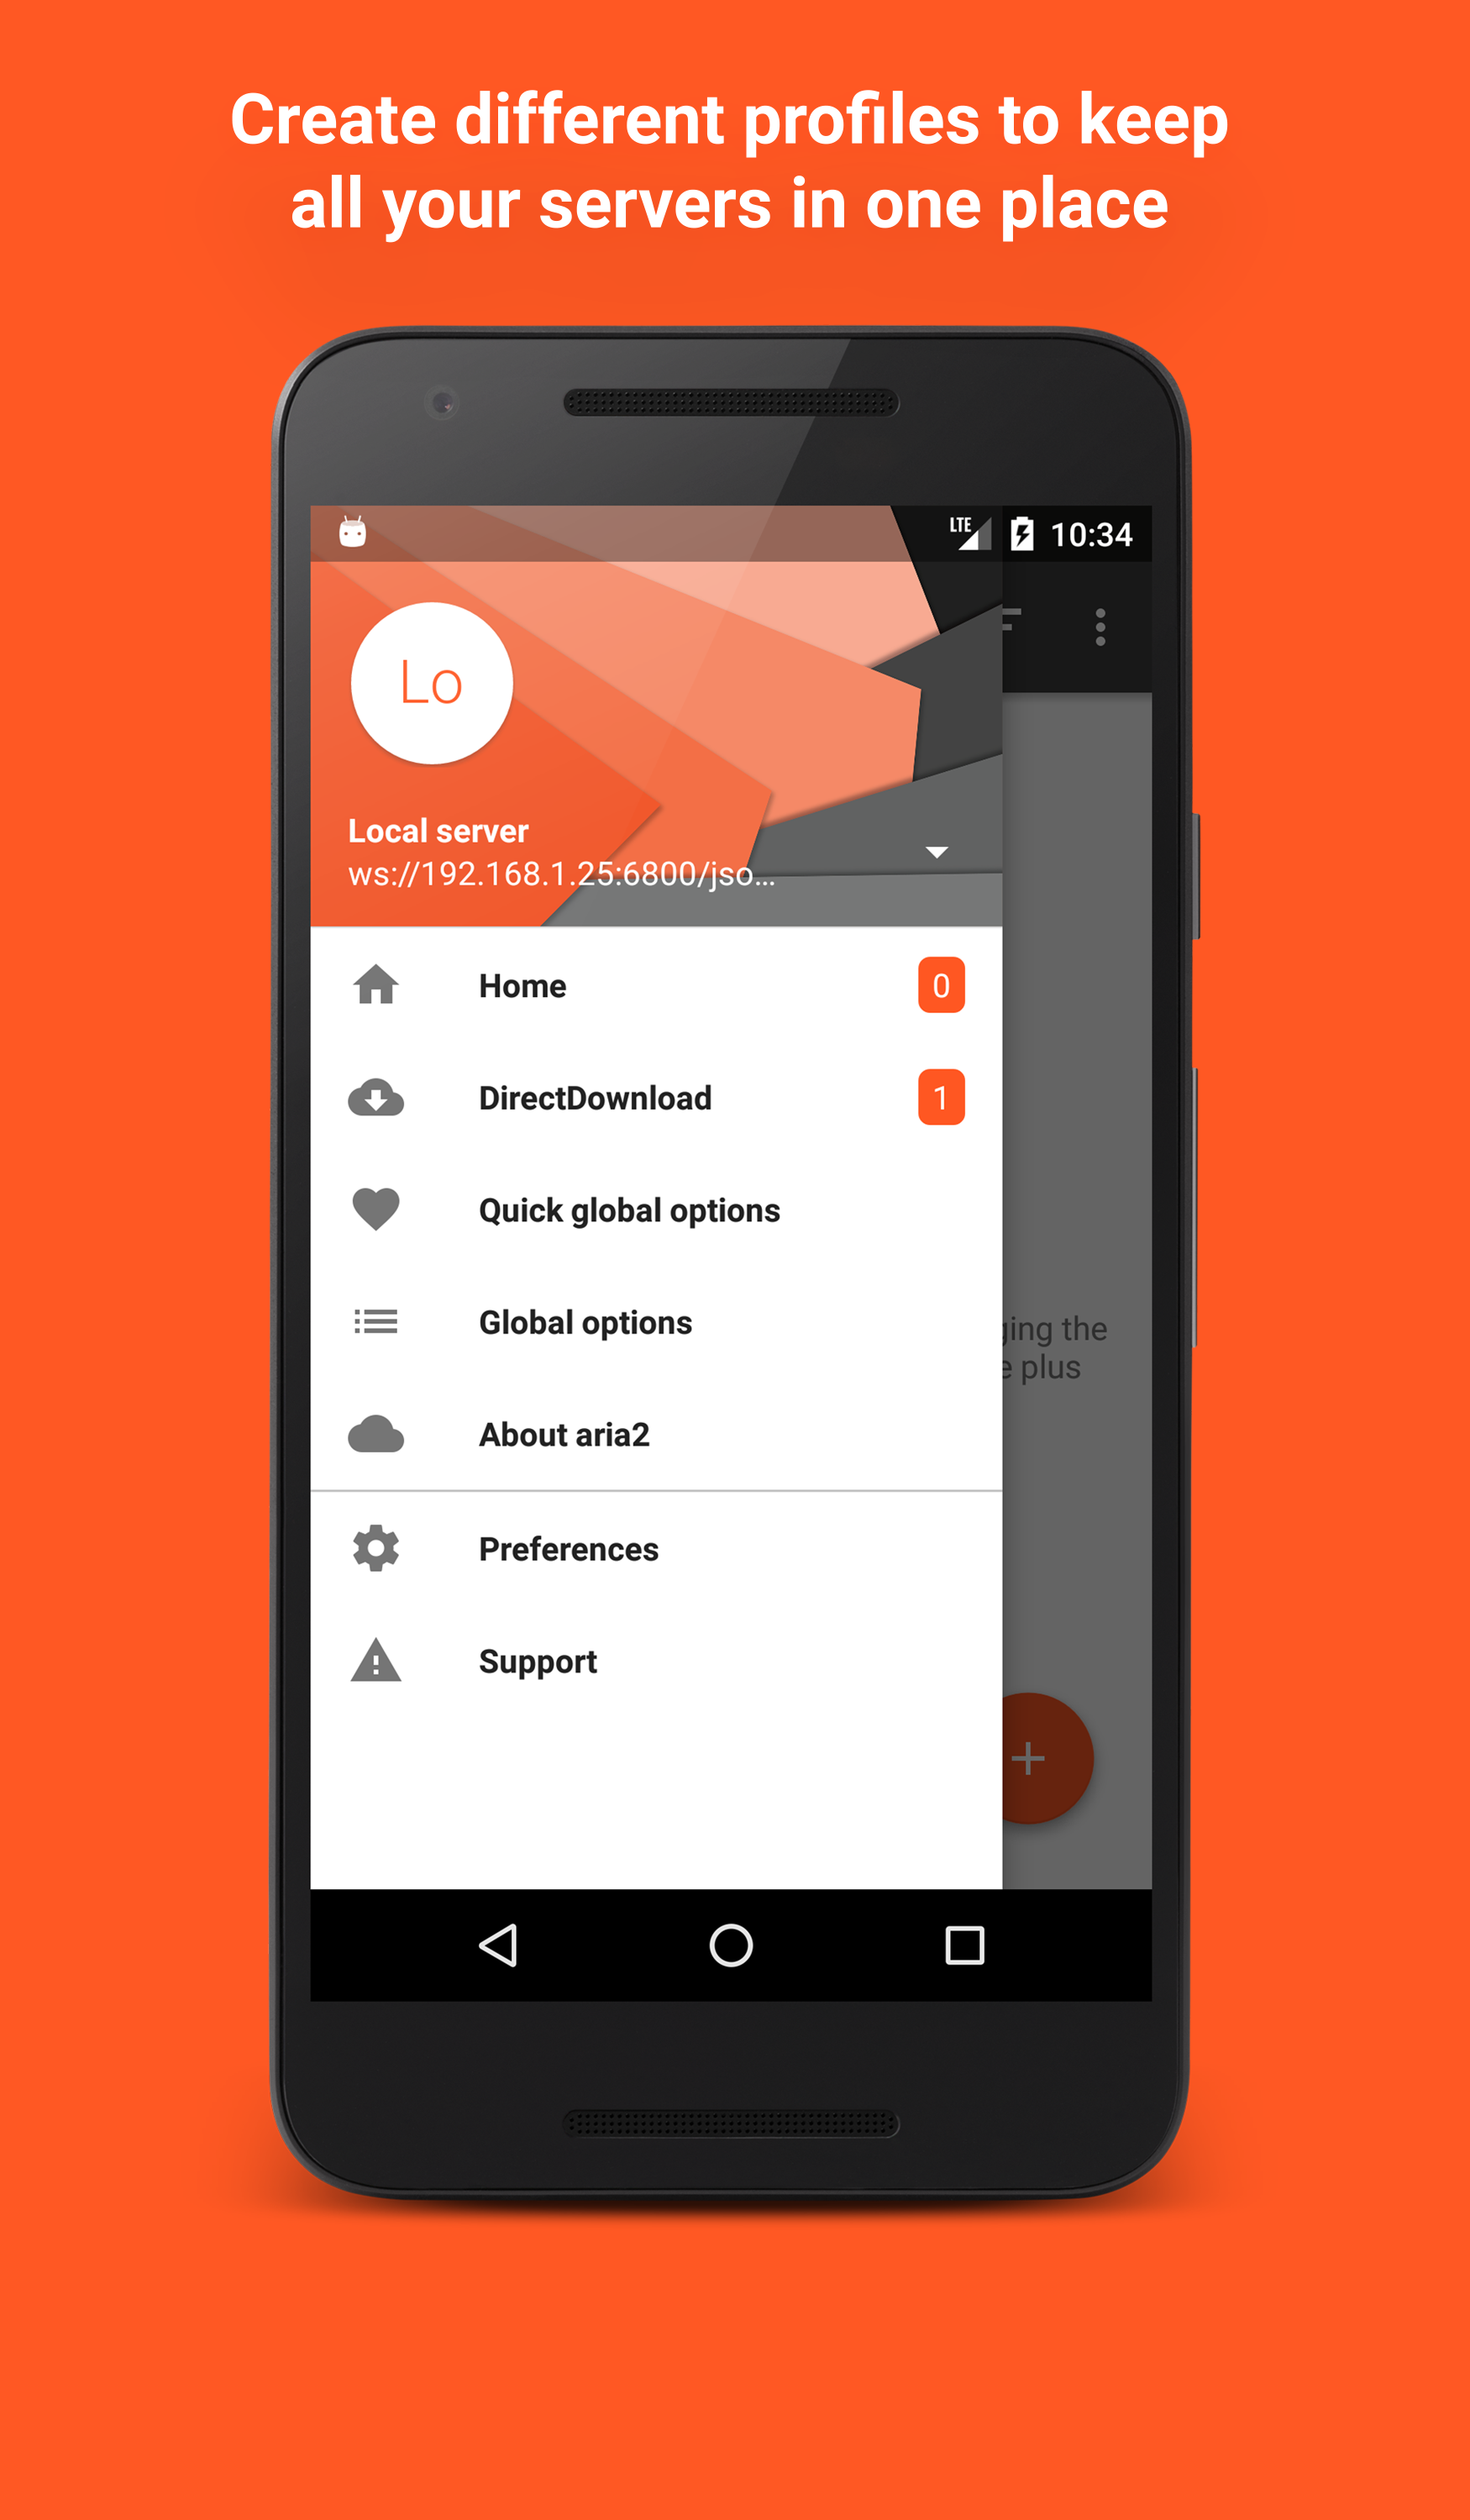 Create different profiles to keep
all your servers in one place
LTE
10:34
Lo
Local server
ws://192.168.1.25:6800/jso...
Home
0
DirectDownload
1
Quick global options
Global options
the
plus
About aria2
Preferences
Support